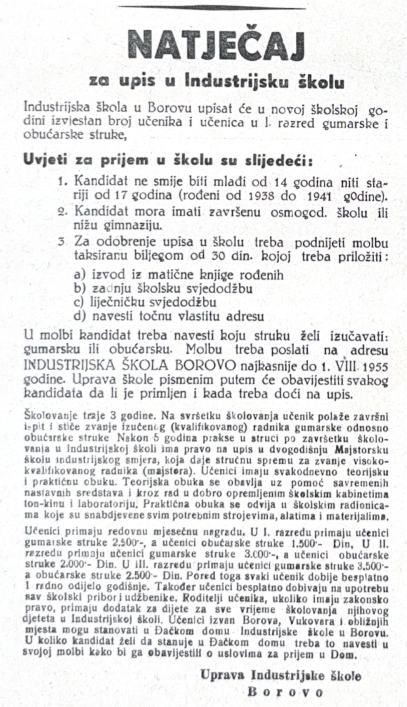 NATJEČAJ
za upis u Industrijsku školu
Industrijska škola u Borovu upisat će u novoj školskoj go-
dini izvjestan broj učenika i učenica u I. razred gumarske i
obućarske struke,
Uvjeti za prijem u školu su slijedeći:
1. Kandidat ne smije biti mlađi od 14 godina niti sta-
riji od 17 godina (rođeni od 1938 do 1941 godine).
2. Kandidat mora imati završenu osmogod. školu ili
nižu gimnaziju.
3 Za odobrenje upisa u školu treba podnijeti molbu
taksiranu biljegom od 30 din. kojoj treba priložiti:
a) izvod iz matične knjige rođenih
b) zadnju školsku svjedodžbu
c) liječničku svjedodžbu
d) navesti točnu vlastitu adresu
U molbi kandidat treba navesti koju struku želi izučavati:
gumarsku ili obućarsku. Molbu treba poslati na adresu
INDUSTRIJSKA ŠKOLA BOROVO najkasnije do 1. VIII. 1955
godine. Uprava škole pismenim putem će obavijestiti svakog
kandidata da li je primljen i kada treba doći na upis.
Školovanje traje 3 godine. Na svršetku školovanja učenik polaže završni
ispit i stiče zvanje izučenog (kvalifikovanog) radnika gumarske odnosno
obućarske struke Nakon 5 godina prakse u struci po završetku školo-
vanja u Industrijskoj školi ima pravo na upis u dvogodišnju Majstorsku
školu industrijskog smjera, koja daje stručnu spremu za zvanje visoko-
kvalifikovanog radnika (majstora). Učenici imaju svakodnevno teorijsku
i praktičnu obuku. Teorijska obuka se obavlja uz pomoć savremenih
nastavnih sredstava i kroz rad u dobro opremljenim školskim kabinetima
ton-kinu i laboratoriju. Praktična obuka se odvija u školskim radionica-
ma koje su snabdjevene svim potrebnim strojevima, alatima i materijalima.
Učenici primaju redovnu mjesečnu nagradu. U I. razredu primaju učenici
gumarske struke 2.500·-, a učenici obućarske struke 1.500·- Din, U II.
razredu primaju učenici gumarske struke 3.000·-, a učenici obućarske
struke 2.000·- Din. U III. razredu primaju učenici gumarske struke 3,500·-
a obućarske struke 2.500·- Din. Pored toga svaki učenik dobije besplatno
1 radno odijelo godišnje. Također učenici besplatno dobivaju na upotrebu
sav školski pribor i udžbenike. Roditelji učenika, ukoliko imaju zakonsko
pravo, primaju dodatak za dijete za sve vrijeme školovanja njihovog
djeteta u Industrijskoj školi. Učenici izvan Borova, Vukovara i obližnjih
mjesta mogu stanovati u Đačkom domu Industrijske škole u Borovu.
U koliko kandidat želi da stanuje u Đačkom domu treba to navesti u
svojoj molbi kako bi ga obavijestili o uslovima za prijem u Dom.
Uprava Industrijske škole
Borovo